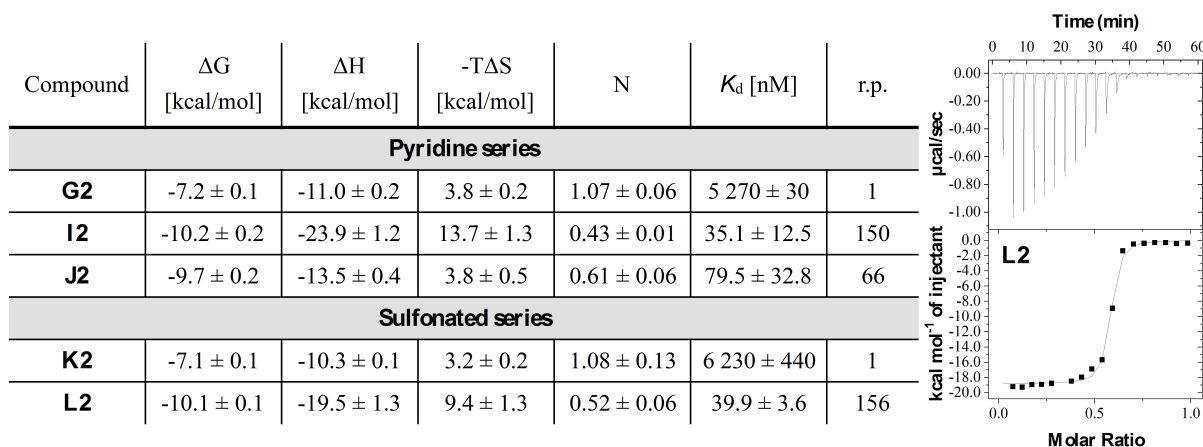 Compound ΔG [kcal/mol] ΔH [kcal/mol] -TΔS [kcal/mol] N Kd [nM] r.p.
Pyridine series
G2 -7.2 ± 0.1 -11.0 ± 0.2 3.8 ± 0.2 1.07 ± 0.06 5 270 ± 30 1
I2 -10.2 ± 0.2 -23.9 ± 1.2 13.7 ± 1.3 0.43 ± 0.01 35.1 ± 12.5 150
J2 -9.7 ± 0.2 -13.5 ± 0.4 3.8 ± 0.5 0.61 ± 0.06 79.5 ± 32.8 66
Sulfonated series
K2 -7.1 ± 0.1 -10.3 ± 0.1 3.2 ± 0.2 1.08 ± 0.13 6 230 ± 440 1
L2 -10.1 ± 0.1 -19.5 ± 1.3 9.4 ± 1.3 0.52 ± 0.06 39.9 ± 3.6 156
Time (min)
0 10 20 30 40 50 60
0.00
-0.20
-0.40
-0.60
-0.80
-1.00
µcal/sec
0.0
-2.0
-4.0
-6.0
-8.0
-10.0
-12.0
-14.0
-16.0
-18.0
-20.0
kcal mol⁻¹ of injectant
L2
0.0 0.5 1.0
Molar Ratio